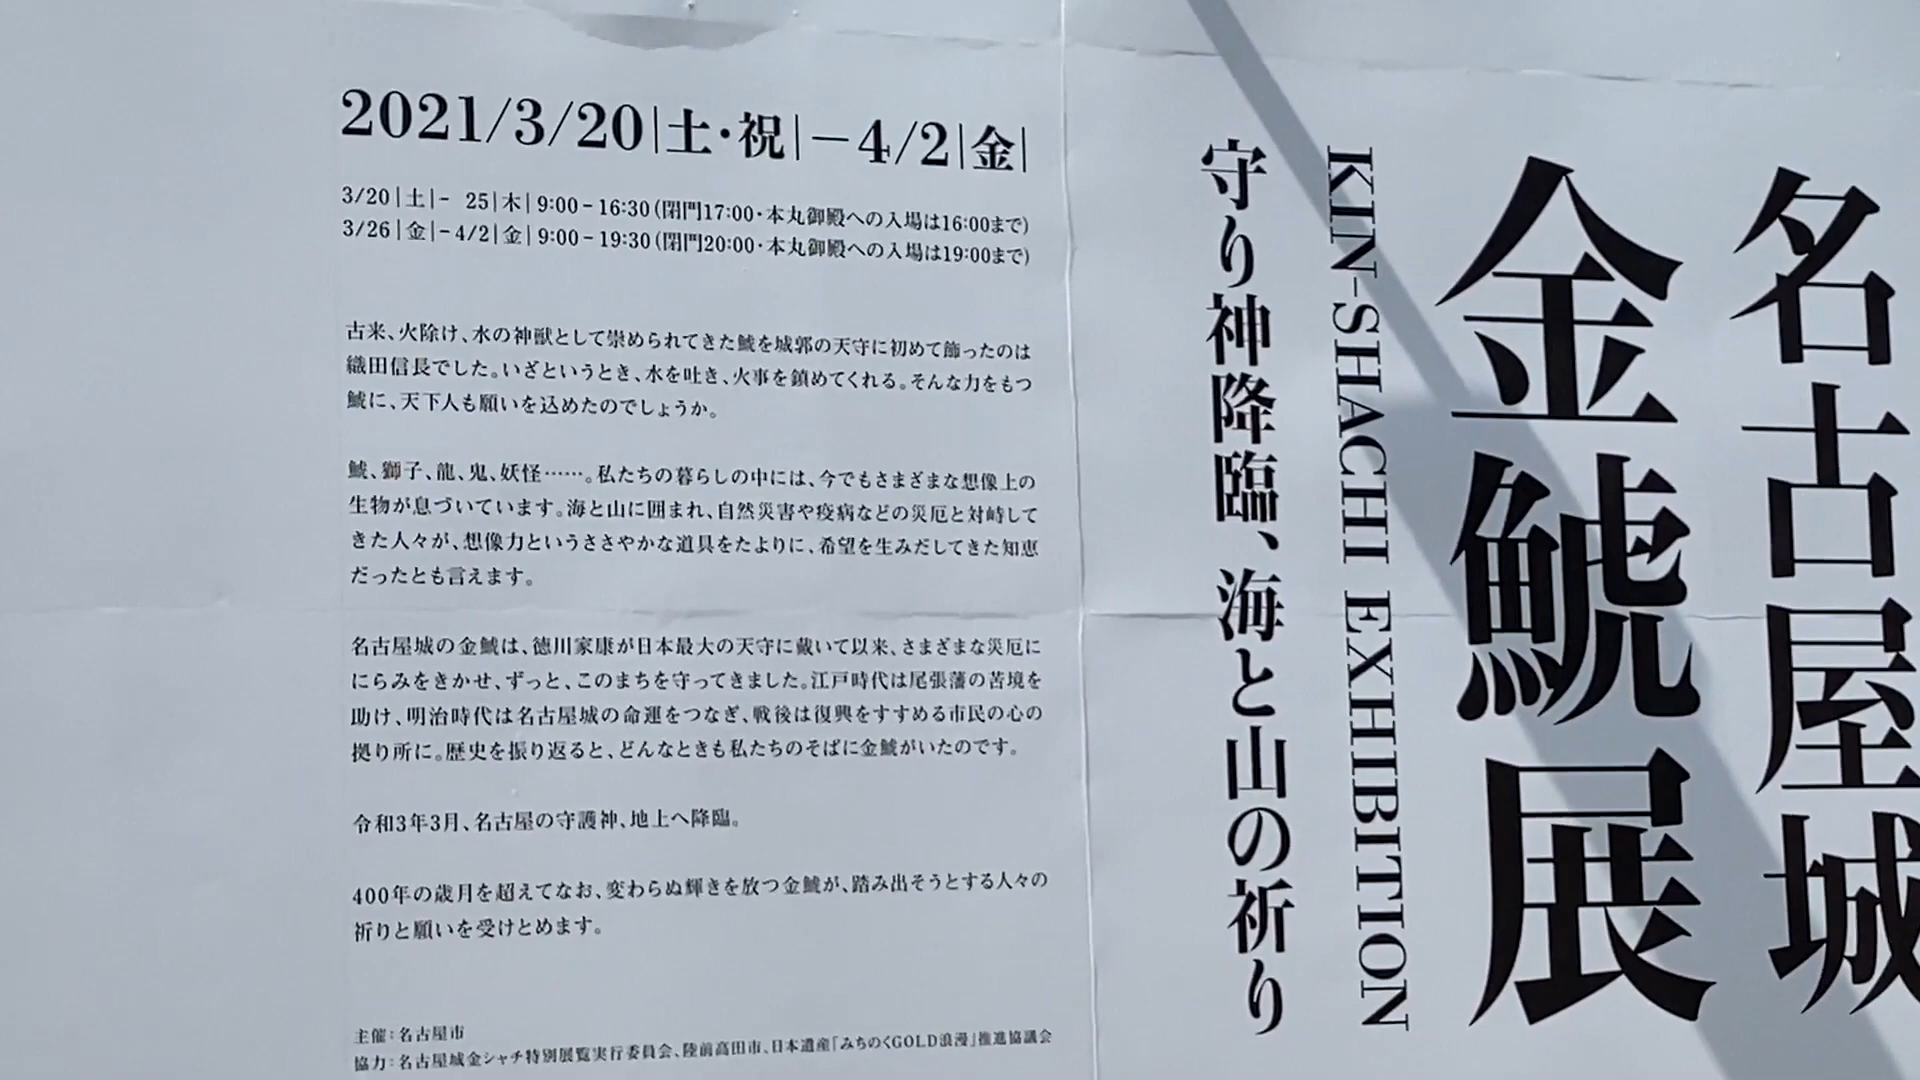 名古屋城
金鯱展
KIN-SHACHI EXHIBITION
守り神降臨、海と山の祈り
2021/3/20|土・祝|－4/2|金|
3/20|土|- 25|木| 9:00－16:30(閉門17:00・本丸御殿への入場は16:00まで)
3/26|金|-4/2|金| 9:00－19:30(閉門20:00・本丸御殿への入場は19:00まで)
古来、火除け、水の神獣として崇められてきた鯱を城郭の天守に初めて飾ったのは
織田信長でした。いざというとき、水を吐き、火事を鎮めてくれる。そんな力をもつ
鯱に、天下人も願いを込めたのでしょうか。
鯱、獅子、龍、鬼、妖怪……。私たちの暮らしの中には、今でもさまざまな想像上の
生物が息づいています。海と山に囲まれ、自然災害や疫病などの災厄と対峙して
きた人々が、想像力というささやかな道具をたよりに、希望を生みだしてきた知恵
だったとも言えます。
名古屋城の金鯱は、徳川家康が日本最大の天守に戴いて以来、さまざまな災厄に
にらみをきかせ、ずっと、このまちを守ってきました。江戸時代は尾張藩の苦境を
助け、明治時代は名古屋城の命運をつなぎ、戦後は復興をすすめる市民の心の
拠り所に。歴史を振り返ると、どんなときも私たちのそばに金鯱がいたのです。
令和3年3月、名古屋の守護神、地上へ降臨。
400年の歳月を超えてなお、変わらぬ輝きを放つ金鯱が、踏み出そうとする人々の
祈りと願いを受けとめます。
主催：名古屋市
協力：名古屋城金シャチ特別展覧実行委員会、陸前高田市、日本遺産「みちのくGOLD浪漫」推進協議会